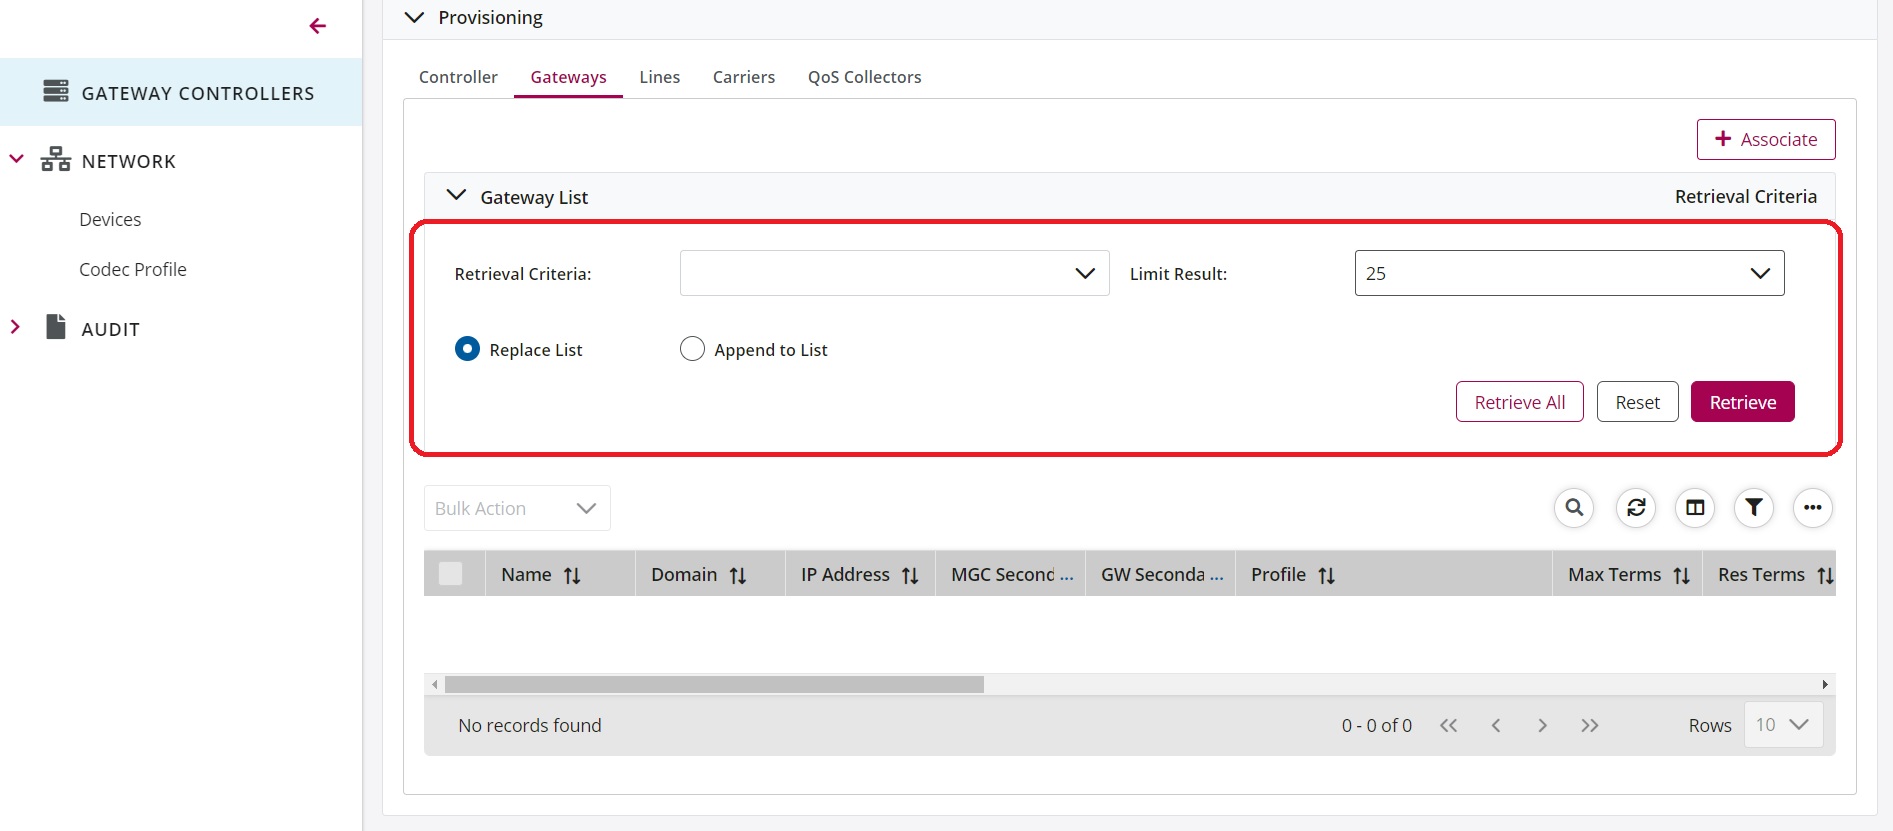 Provisioning
GATEWAY CONTROLLERS
NETWORK
Devices
Codec Profile
AUDIT
Controller Gateways Lines Carriers QoS Collectors
+ Associate
Gateway List Retrieval Criteria
Retrieval Criteria: Limit Result: 25
Replace List Append to List
Retrieve All Reset Retrieve
Bulk Action
Name Domain IP Address MGC Second ... GW Seconda ... Profile Max Terms Res Terms
No records found 0 - 0 of 0 Rows 10